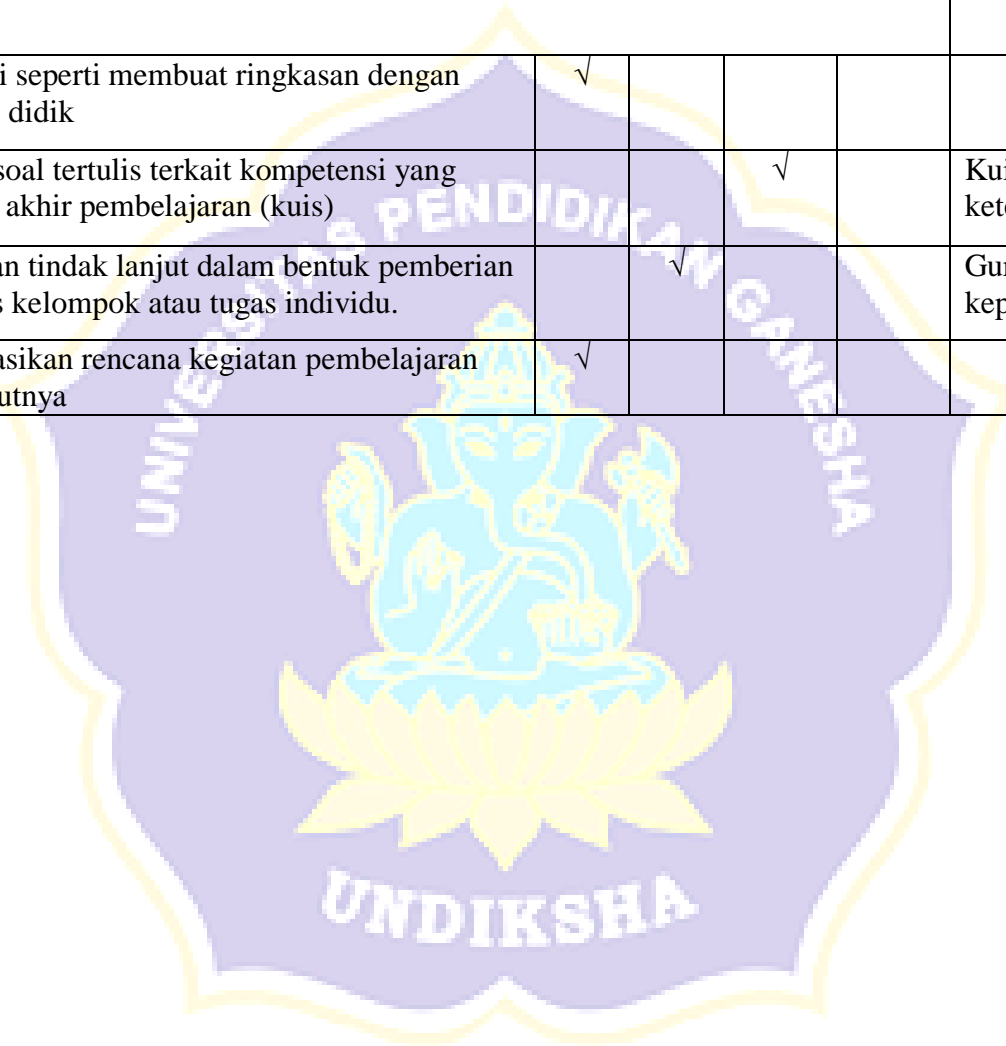 i seperti membuat ringkasan dengan √
didik
soal tertulis terkait kompetensi yang √ Kui
akhir pembelajaran (kuis) ket
an tindak lanjut dalam bentuk pemberian √ Gur
s kelompok atau tugas individu. kep
asikan rencana kegiatan pembelajaran √
utnya
UNIVERSITAS PENDIDIKAN GANESHA
UNDIKSHA